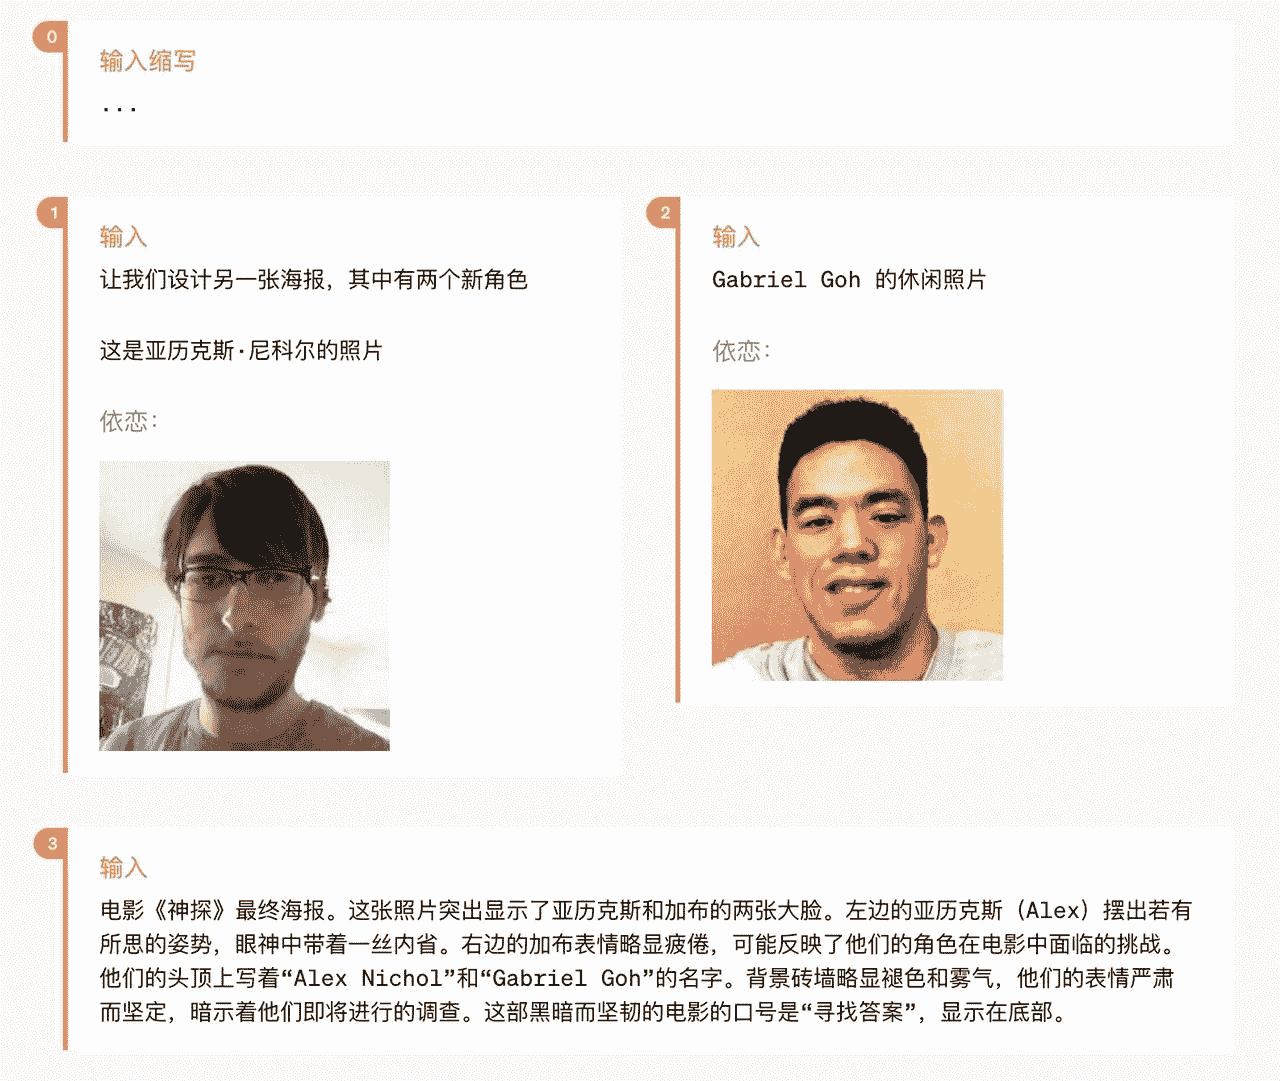 0
输入缩写
...
1
输入
让我们设计另一张海报，其中有两个新角色
这是亚历克斯·尼科尔的照片
依恋：
2
输入
Gabriel Goh 的休闲照片
依恋：
3
输入
电影《神探》最终海报。这张照片突出显示了亚历克斯和加布的两张大脸。左边的亚历克斯（Alex）摆出若有
所思的姿势，眼神中带着一丝内省。右边的加布表情略显疲倦，可能反映了他们的角色在电影中面临的挑战。
他们的头顶上写着“Alex Nichol”和“Gabriel Goh”的名字。背景砖墙略显褪色和雾气，他们的表情严肃
而坚定，暗示着他们即将进行的调查。这部黑暗而坚韧的电影的口号是“寻找答案”，显示在底部。